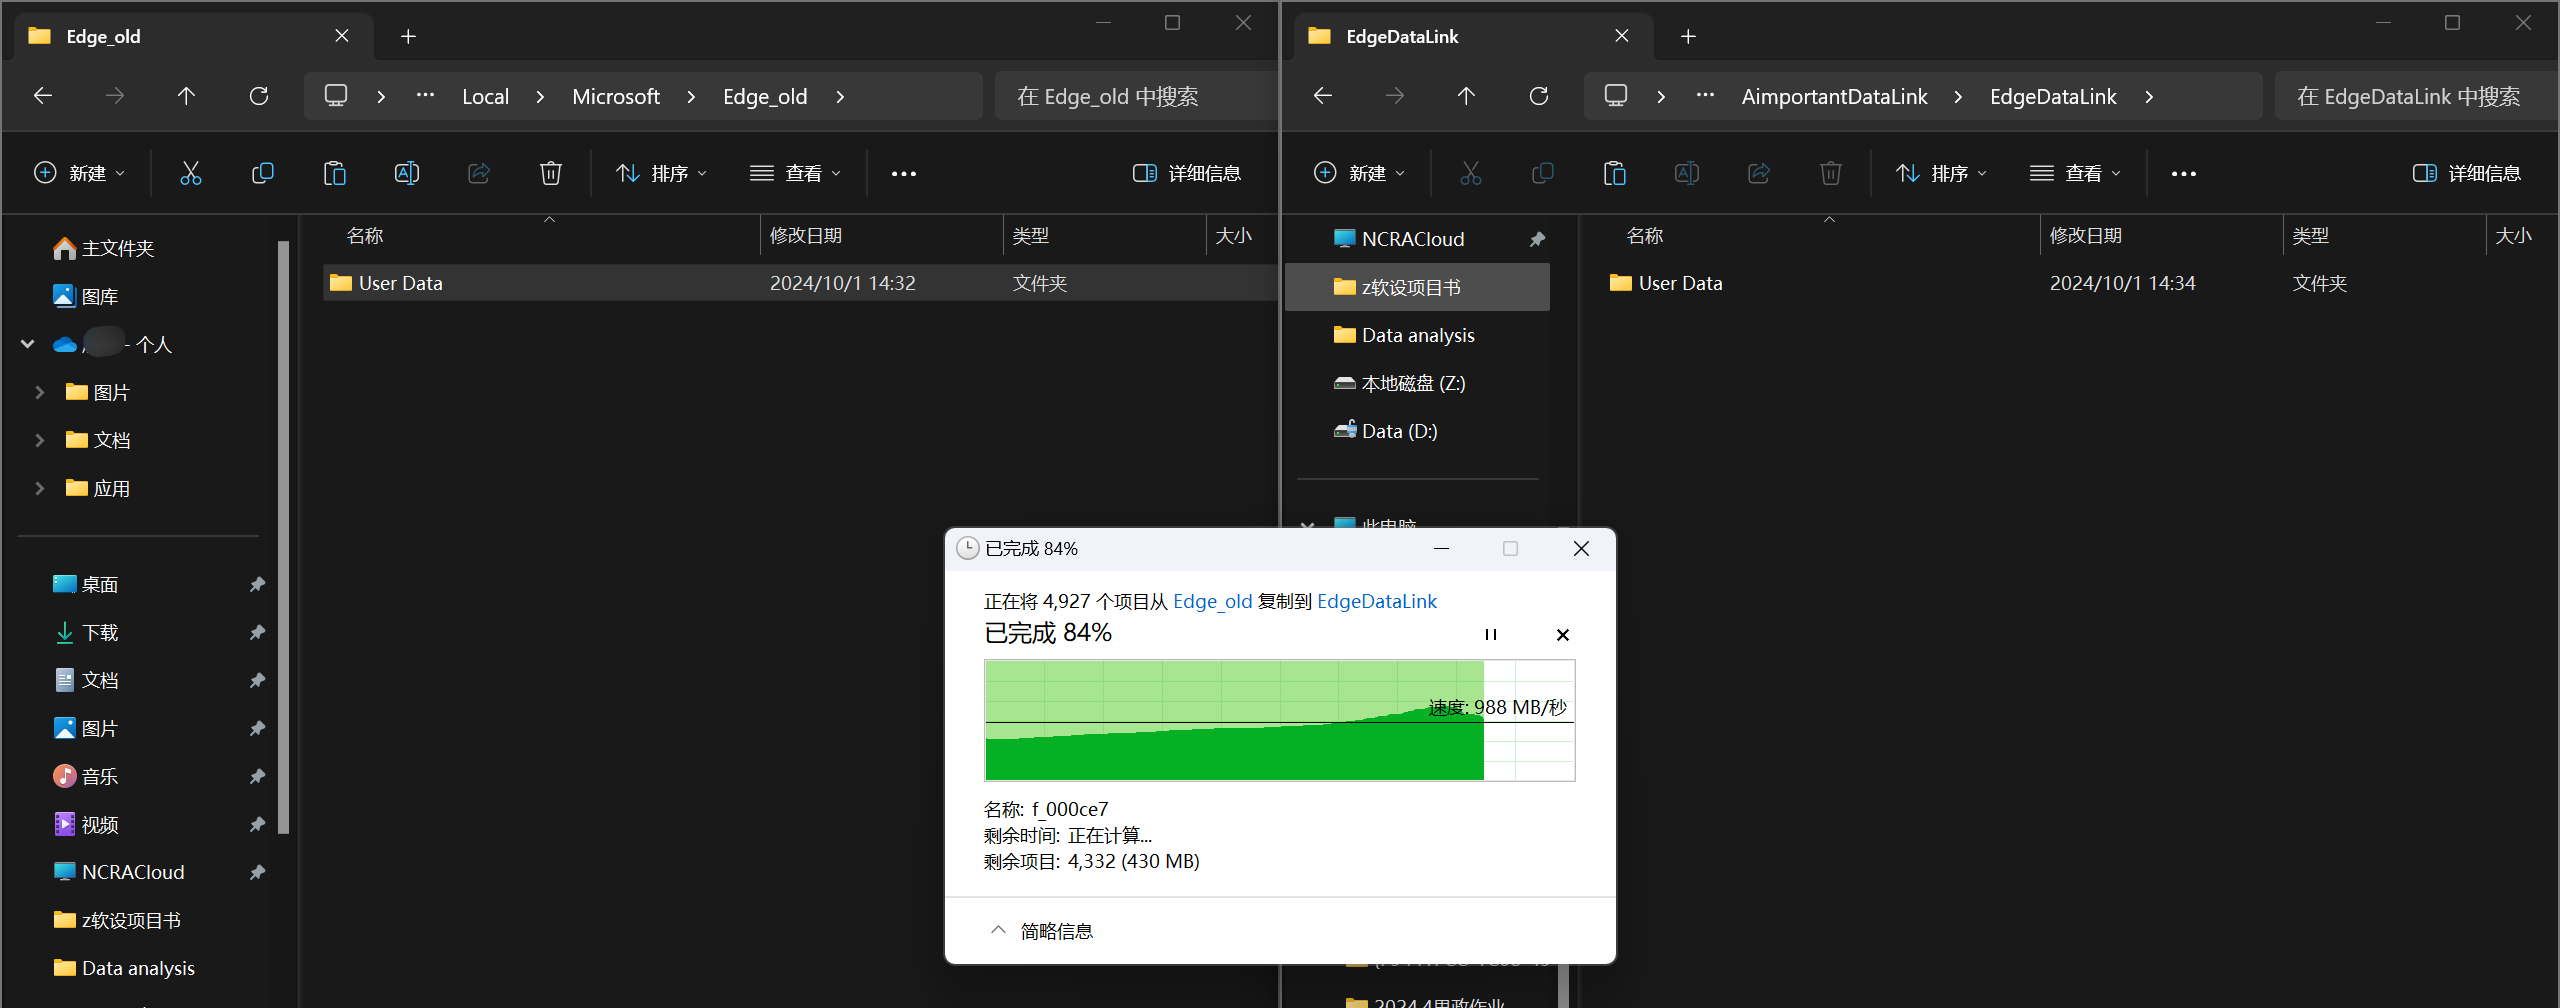 Edge_old
Local > Microsoft > Edge_old >
在 Edge_old 中搜索
新建
排序
查看
详细信息
主文件夹
图库
- 个人
图片
文档
应用
桌面
下载
文档
图片
音乐
视频
NCRACloud
z软设项目书
Data analysis
名称
修改日期
类型
大小
User Data
2024/10/1 14:32
文件夹
EdgeDataLink
AimportantDataLink > EdgeDataLink >
在 EdgeDataLink 中搜索
新建
排序
查看
详细信息
NCRACloud
z软设项目书
Data analysis
本地磁盘 (Z:)
Data (D:)
此电脑
2024.4思政作业
名称
修改日期
类型
大小
User Data
2024/10/1 14:34
文件夹
已完成 84%
正在将 4,927 个项目从 Edge_old 复制到 EdgeDataLink
已完成 84%
速度: 988 MB/秒
名称: f_000ce7
剩余时间: 正在计算...
剩余项目: 4,332 (430 MB)
简略信息